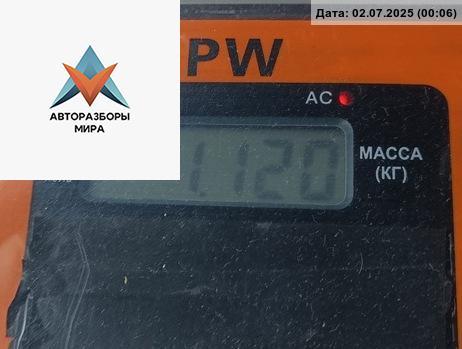 Дата: 02.07.2025 (00:06)
PW
AC
АВТОРАЗБОРЫ
МИРА
1.120
МАССА
(КГ)